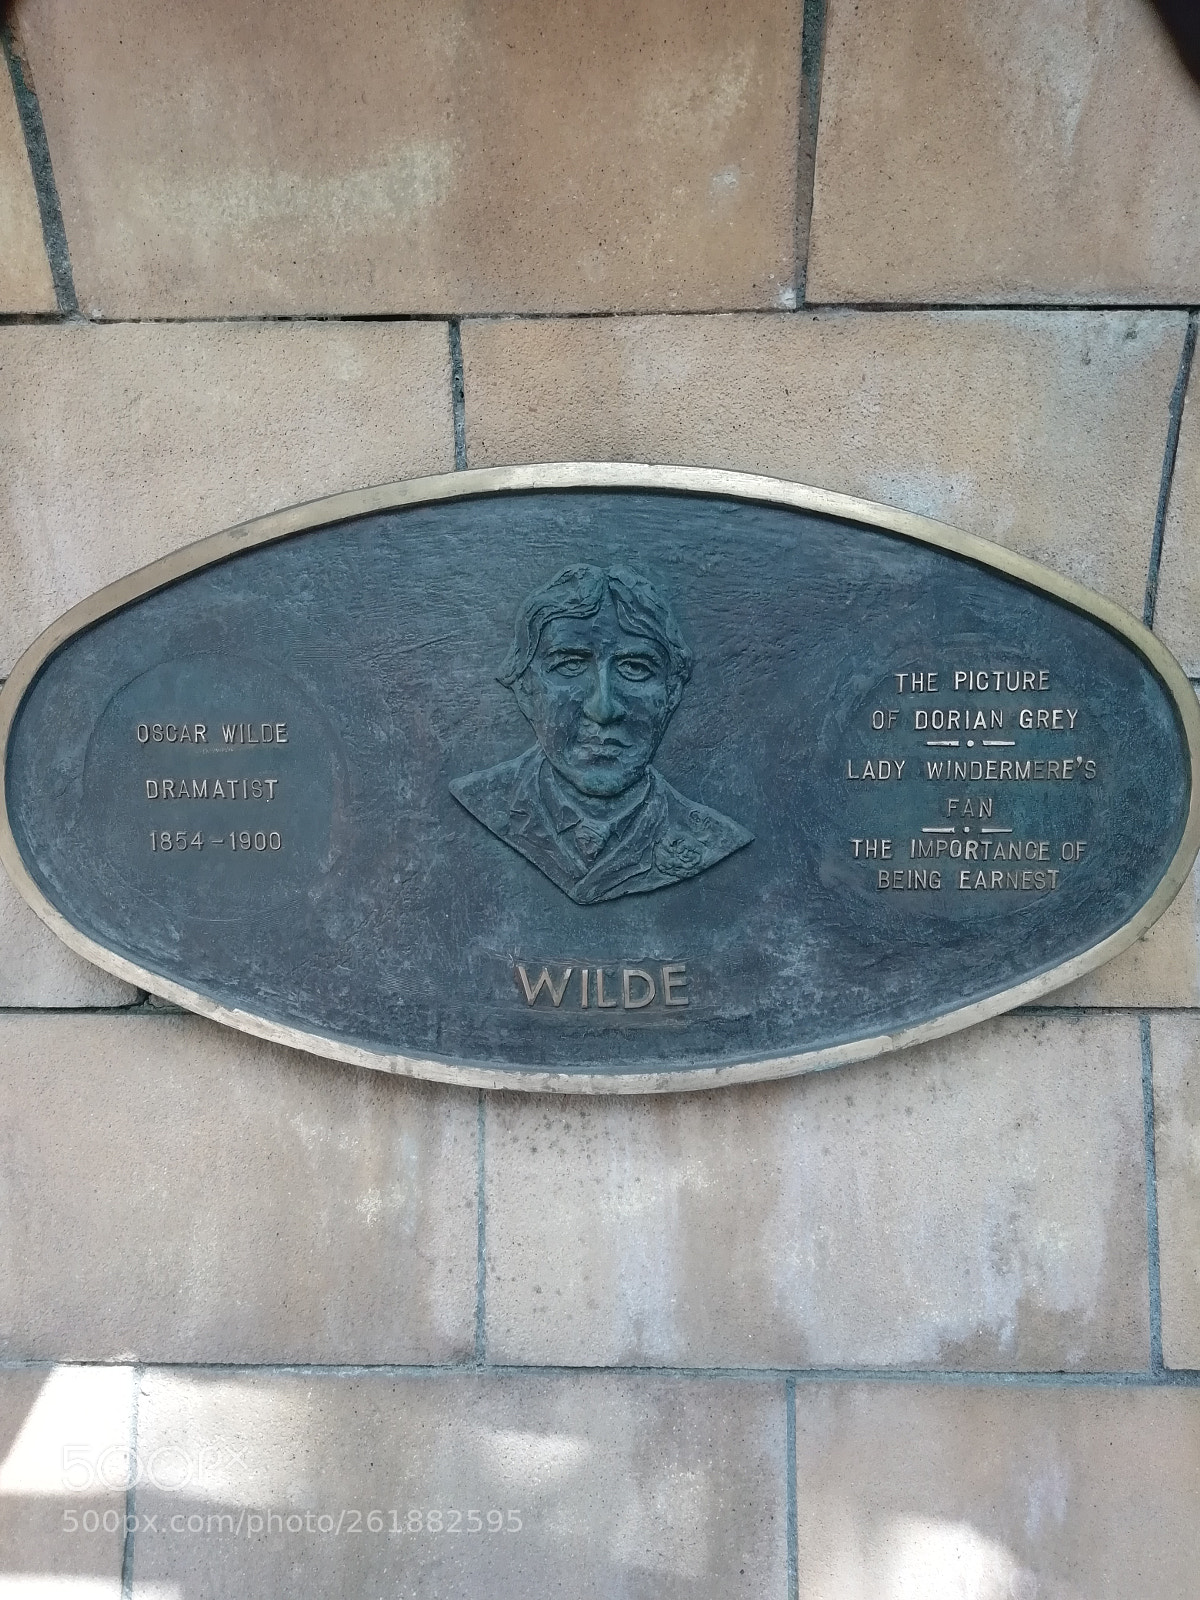 OSCAR WILDE
DRAMATIST
1854-1900
THE PICTURE
OF DORIAN GREY
LADY WINDERMERE'S
FAN
THE IMPORTANCE OF
BEING EARNEST
WILDE
500px
500px.com/photo/261882595